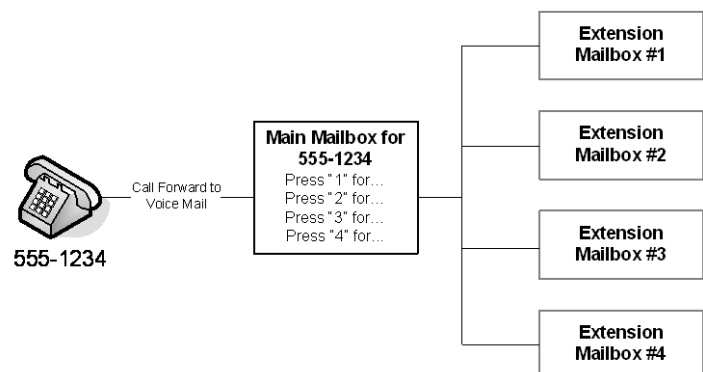 555-1234
Call Forward to
Voice Mail
Main Mailbox for
555-1234
Press "1" for...
Press "2" for...
Press "3" for...
Press "4" for...
Extension
Mailbox #1
Extension
Mailbox #2
Extension
Mailbox #3
Extension
Mailbox #4